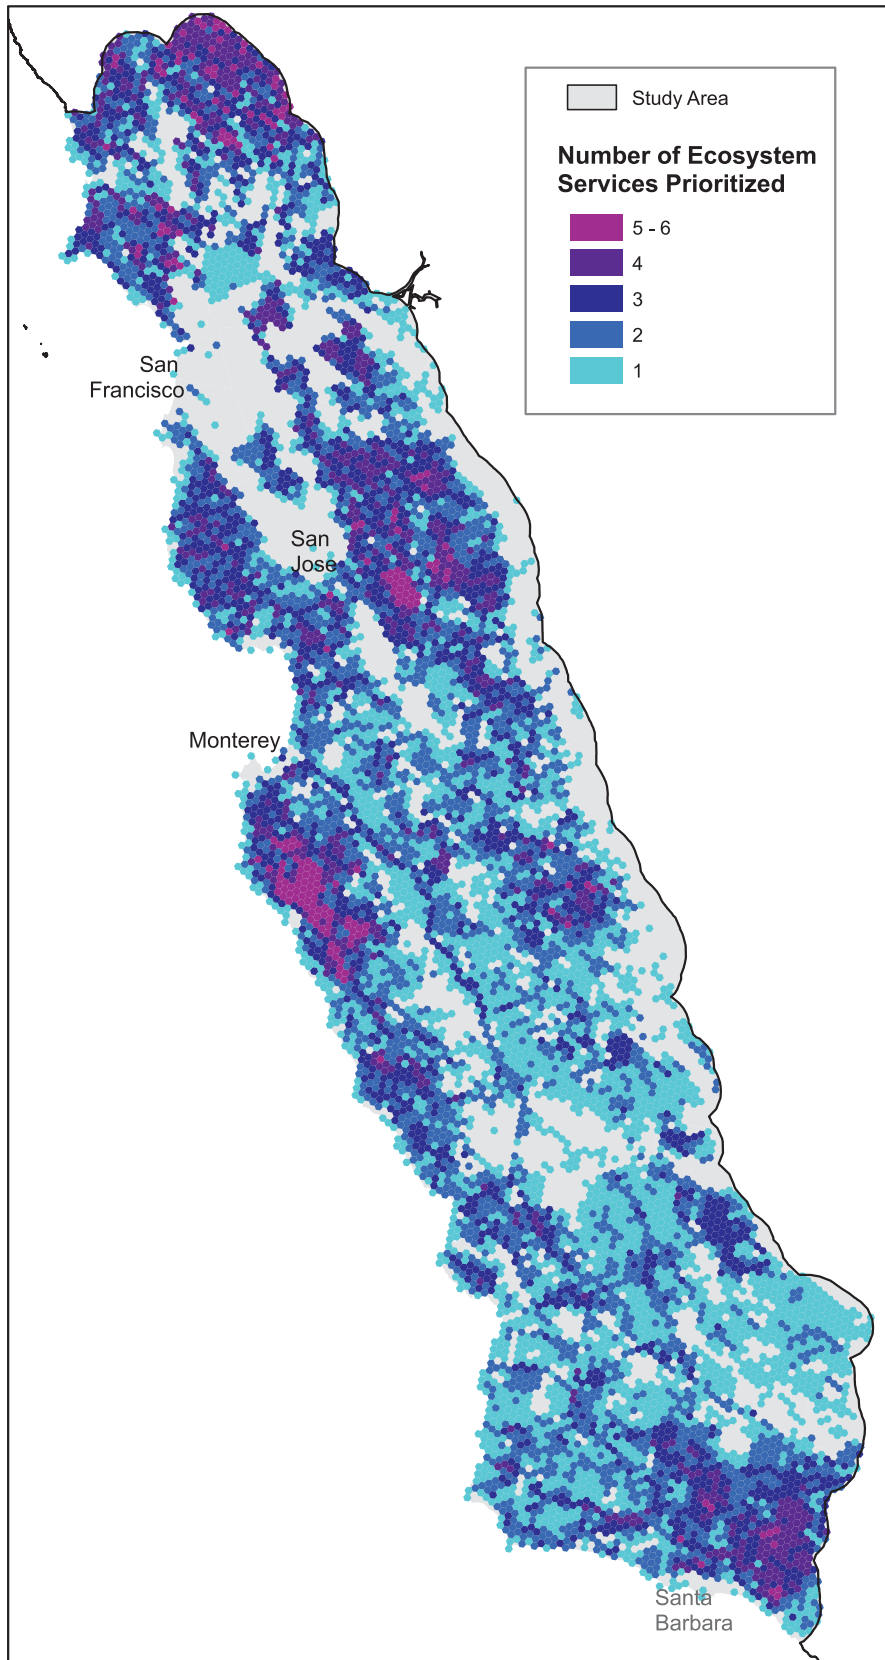 Study Area
Number of Ecosystem
Services Prioritized
5 - 6
4
3
2
1
San
Francisco
San
Jose
Monterey
Santa
Barbara